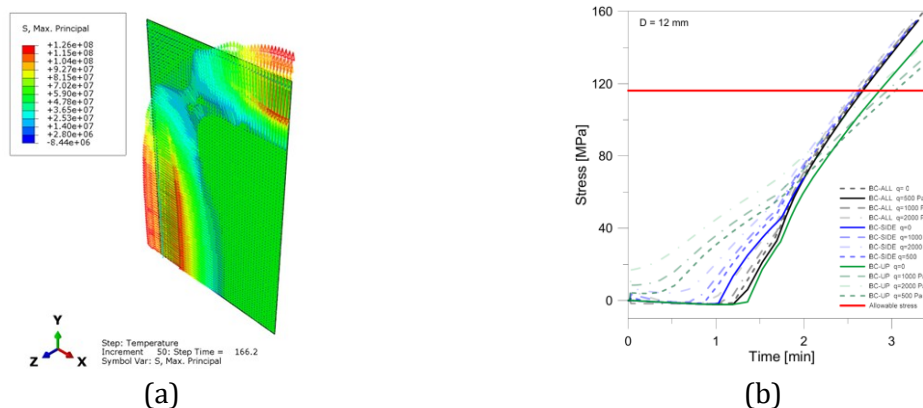 S, Max. Principal
+1.26e+08
+1.15e+08
+1.04e+08
+9.27e+07
+8.15e+07
+7.02e+07
+5.90e+07
+4.78e+07
+3.65e+07
+2.53e+07
+1.40e+07
+2.80e+06
-8.44e+06
Y
Z
X
Step: Temperature
Increment 50: Step Time = 166.2
Symbol Var: S, Max. Principal
(a)
160
120
80
40
0
Stress [MPa]
D = 12 mm
BC-ALL q= 0
BC-ALL q=500 Pa
BC-ALL q=1000 P
BC-ALL q=2000 P
BC-SIDE q=0
BC-SIDE q=1000
BC-SIDE q=2000
BC-SIDE q=500
BC-UP q=0
BC-UP q=1000 Pa
BC-UP q=2000 Pa
BC-UP q=500 Pa
Allowable stress
0
1
2
3
Time [min]
(b)